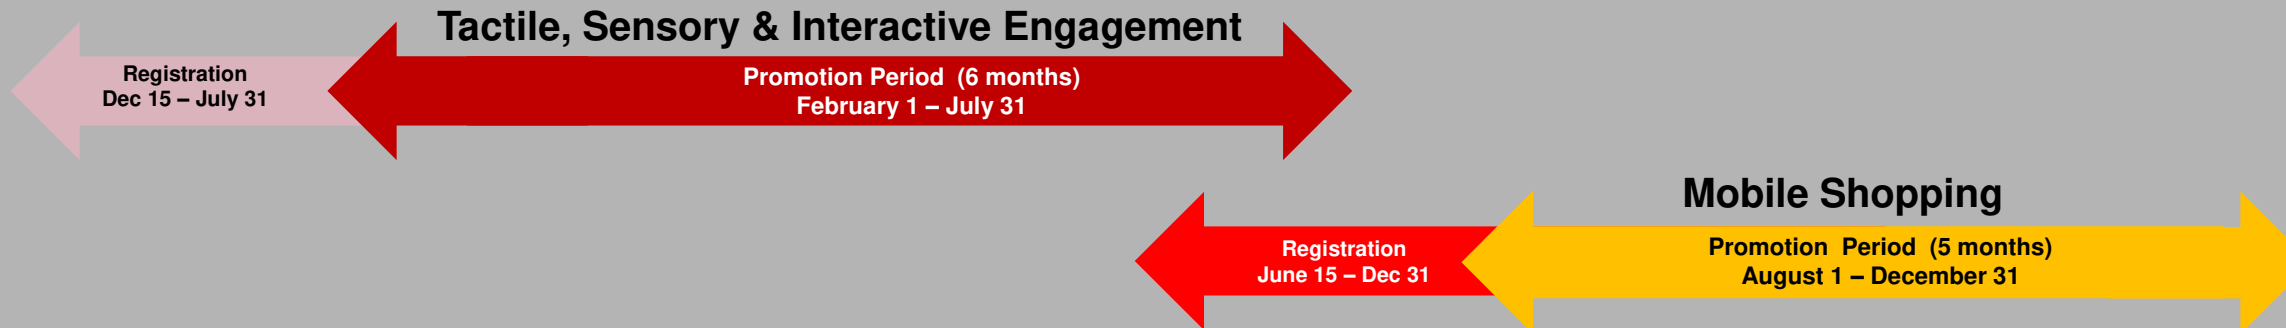 Tactile, Sensory & Interactive Engagement
Registration
Dec 15 – July 31
Promotion Period  (6 months)
February 1 – July 31
Mobile Shopping
Registration
June 15 – Dec 31
Promotion  Period  (5 months)
August 1 – December 31